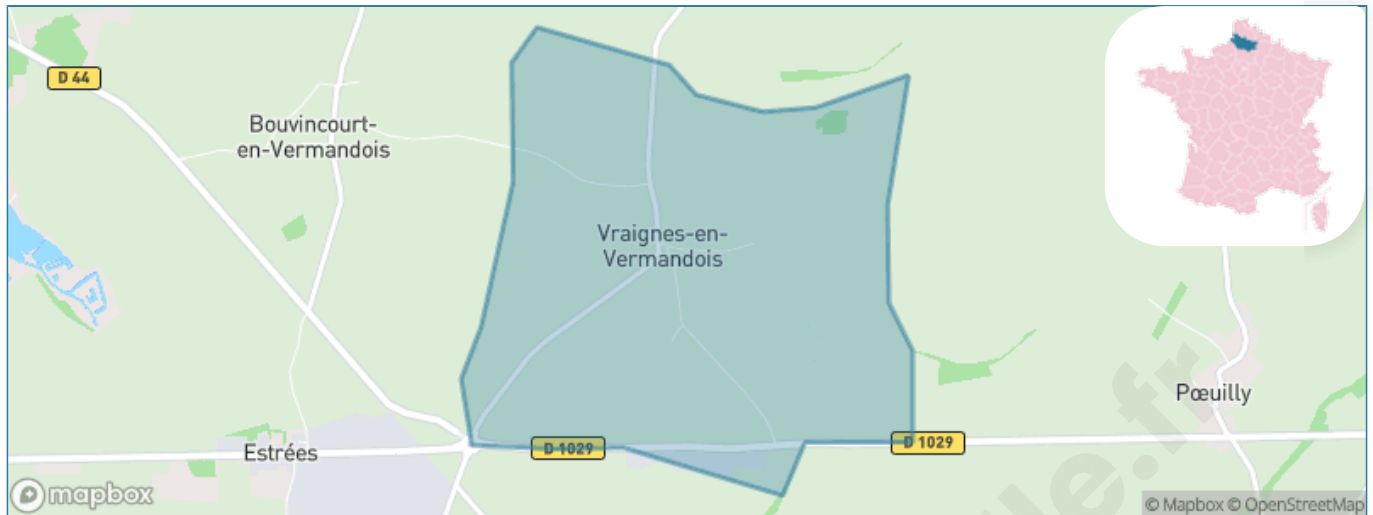 D 44
Bouvincourt-
en-Vermandois
Vraignes-en-
Vermandois
Pœuilly
Estrées
D 1029
D 1029
mapbox
© Mapbox © OpenStreetMap